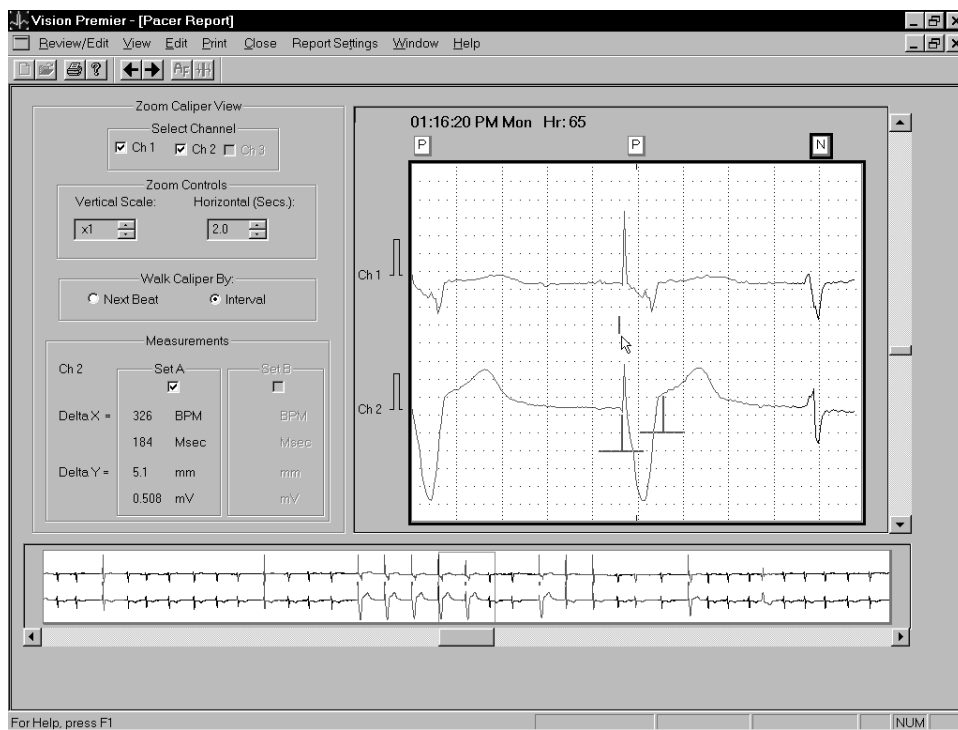 Vision Premier - [Pacer Report]
Review/Edit View Edit Print Close Report Settings Window Help
AF
Zoom Caliper View
Select Channel
Ch 1 Ch 2 Ch 3
Zoom Controls
Vertical Scale: Horizontal (Secs.):
x1 2.0
Walk Caliper By:
Next Beat Interval
Measurements
Ch 2 Set A Set B
Delta X = 326 BPM BPM
184 Msec Msec
Delta Y = 5.1 mm mm
0.508 mV mV
01:16:20 PM Mon Hr: 65
P P N
Ch 1
Ch 2
For Help, press F1 NUM